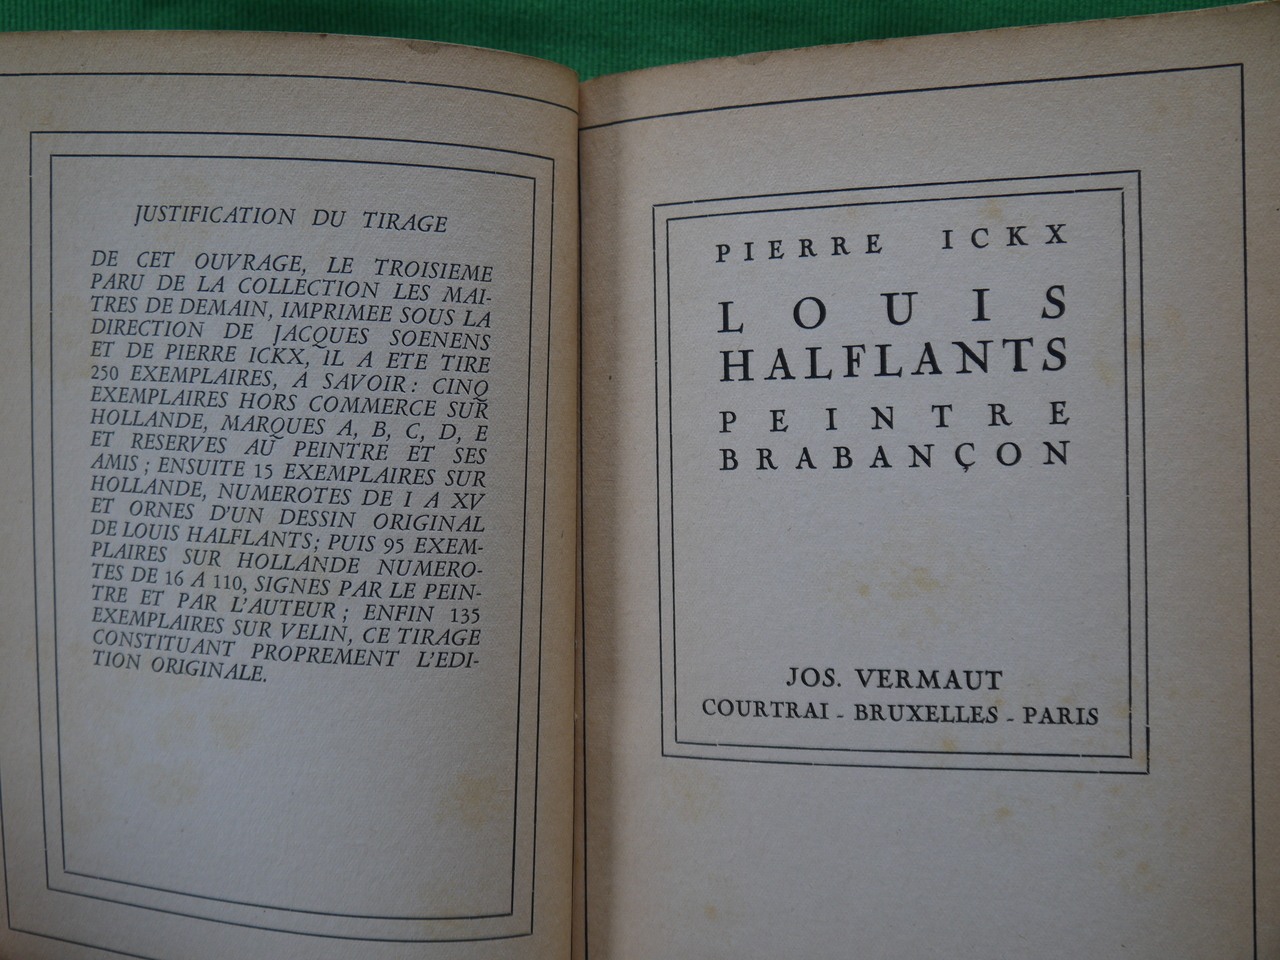 JUSTIFICATION DU TIRAGE
DE CET OUVRAGE, LE TROISIEME
PARU DE LA COLLECTION LES MAI-
TRES DE DEMAIN, IMPRIMEE SOUS LA
DIRECTION DE JACQUES SOENENS
ET DE PIERRE ICKX, IL A ETE TIRE
250 EXEMPLAIRES, A SAVOIR : CINQ
EXEMPLAIRES HORS COMMERCE SUR
HOLLANDE, MARQUES A, B, C, D, E
ET RESERVES AU PEINTRE ET SES
AMIS ; ENSUITE 15 EXEMPLAIRES SUR
HOLLANDE, NUMEROTES DE I A XV
ET ORNES D'UN DESSIN ORIGINAL
DE LOUIS HALFLANTS ; PUIS 95 EXEM-
PLAIRES SUR HOLLANDE NUMERO-
TES DE 16 A 110, SIGNES PAR LE PEIN-
TRE ET PAR L'AUTEUR ; ENFIN 135
EXEMPLAIRES SUR VELIN, CE TIRAGE
CONSTITUANT PROPREMENT L'EDI-
TION ORIGINALE.
PIERRE ICKX
LOUIS
HALFLANTS
PEINTRE
BRABANÇON
JOS. VERMAUT
COURTRAI - BRUXELLES - PARIS